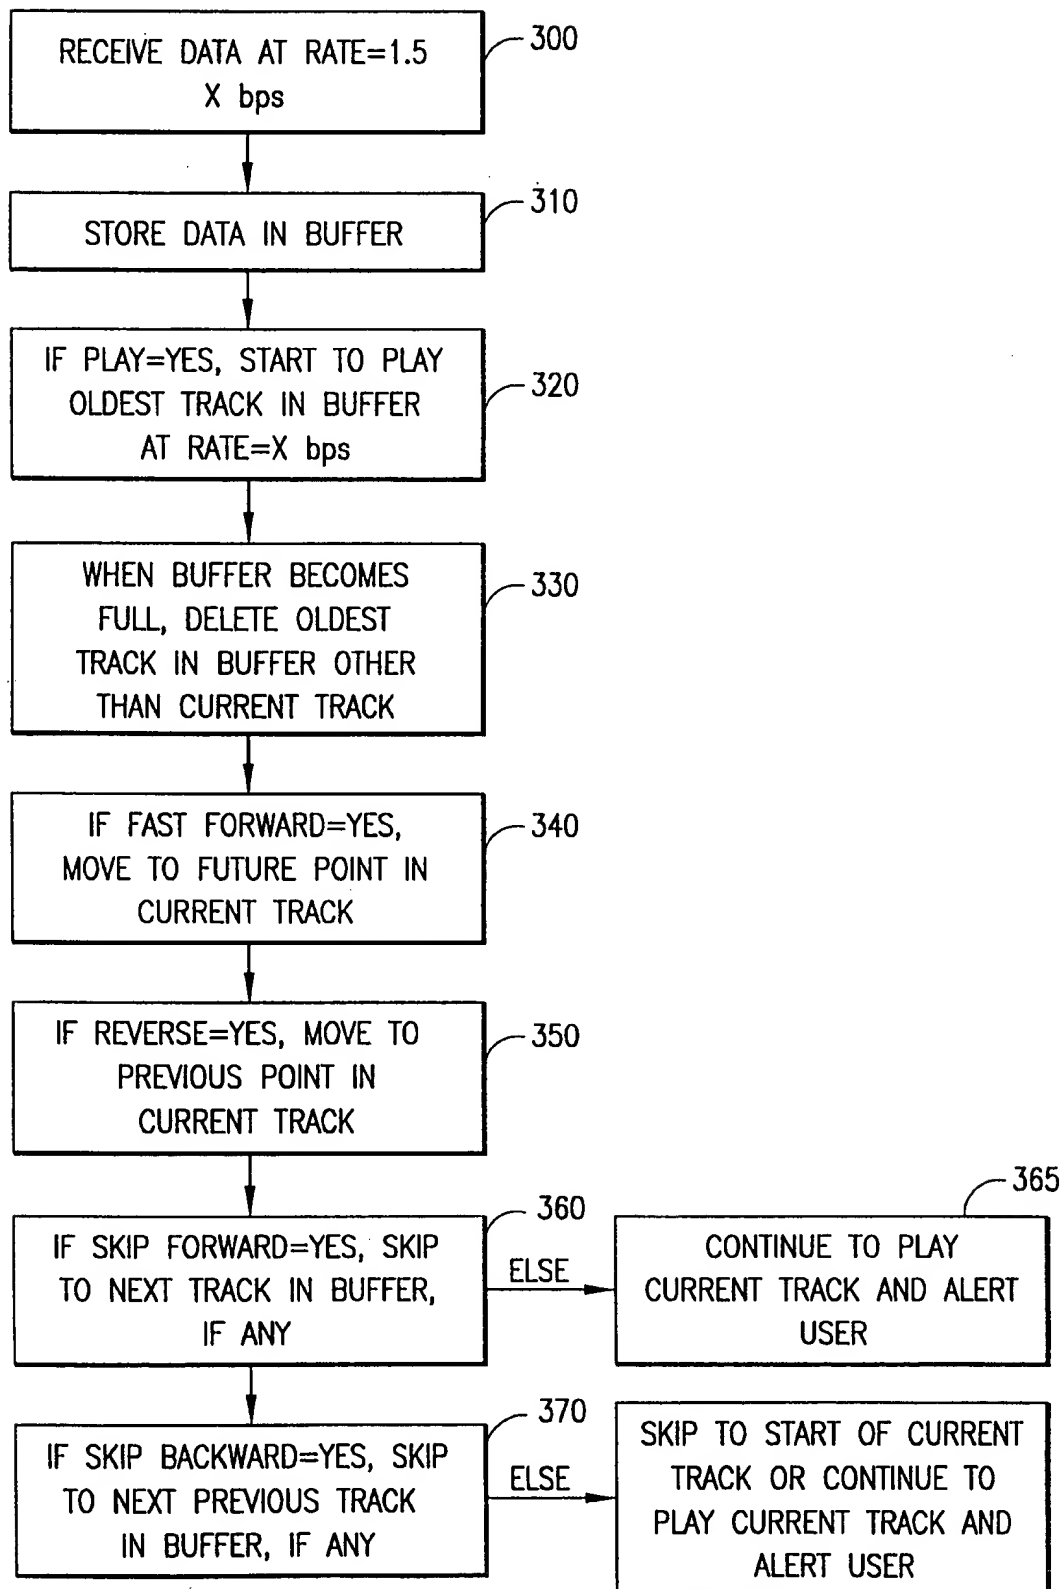 RECEIVE DATA AT RATE=1.5
X bps
300
STORE DATA IN BUFFER
310
IF PLAY=YES, START TO PLAY
OLDEST TRACK IN BUFFER
AT RATE=X bps
320
WHEN BUFFER BECOMES
FULL, DELETE OLDEST
TRACK IN BUFFER OTHER
THAN CURRENT TRACK
330
IF FAST FORWARD=YES,
MOVE TO FUTURE POINT IN
CURRENT TRACK
340
IF REVERSE=YES, MOVE TO
PREVIOUS POINT IN
CURRENT TRACK
350
IF SKIP FORWARD=YES, SKIP
TO NEXT TRACK IN BUFFER,
IF ANY
360
ELSE
CONTINUE TO PLAY
CURRENT TRACK AND ALERT
USER
365
IF SKIP BACKWARD=YES, SKIP
TO NEXT PREVIOUS TRACK
IN BUFFER, IF ANY
370
ELSE
SKIP TO START OF CURRENT
TRACK OR CONTINUE TO
PLAY CURRENT TRACK AND
ALERT USER